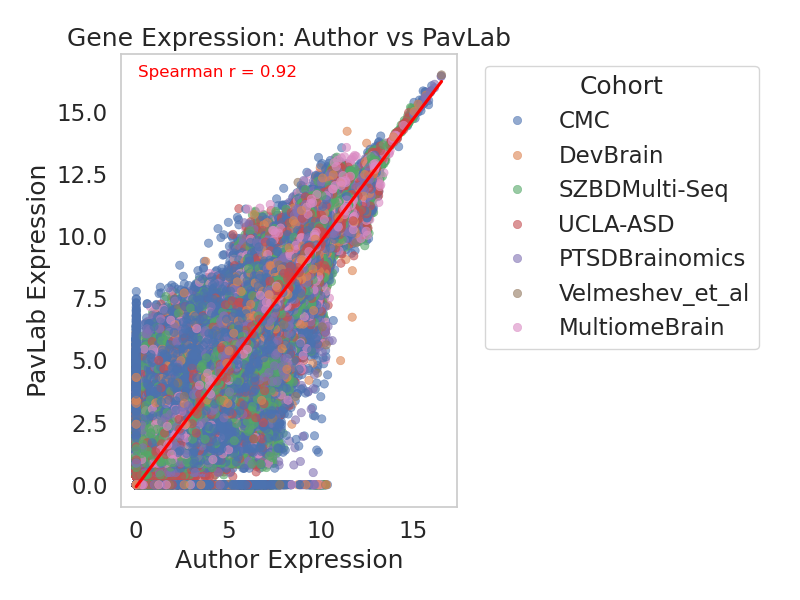 Gene Expression: Author vs PavLab
Spearman r = 0.92
PavLab Expression
15.0
12.5
10.0
7.5
5.0
2.5
0.0
0
5
10
15
Author Expression
Cohort
CMC
DevBrain
SZBDMulti-Seq
UCLA-ASD
PTSDBrainomics
Velmeshev_et_al
MultiomeBrain